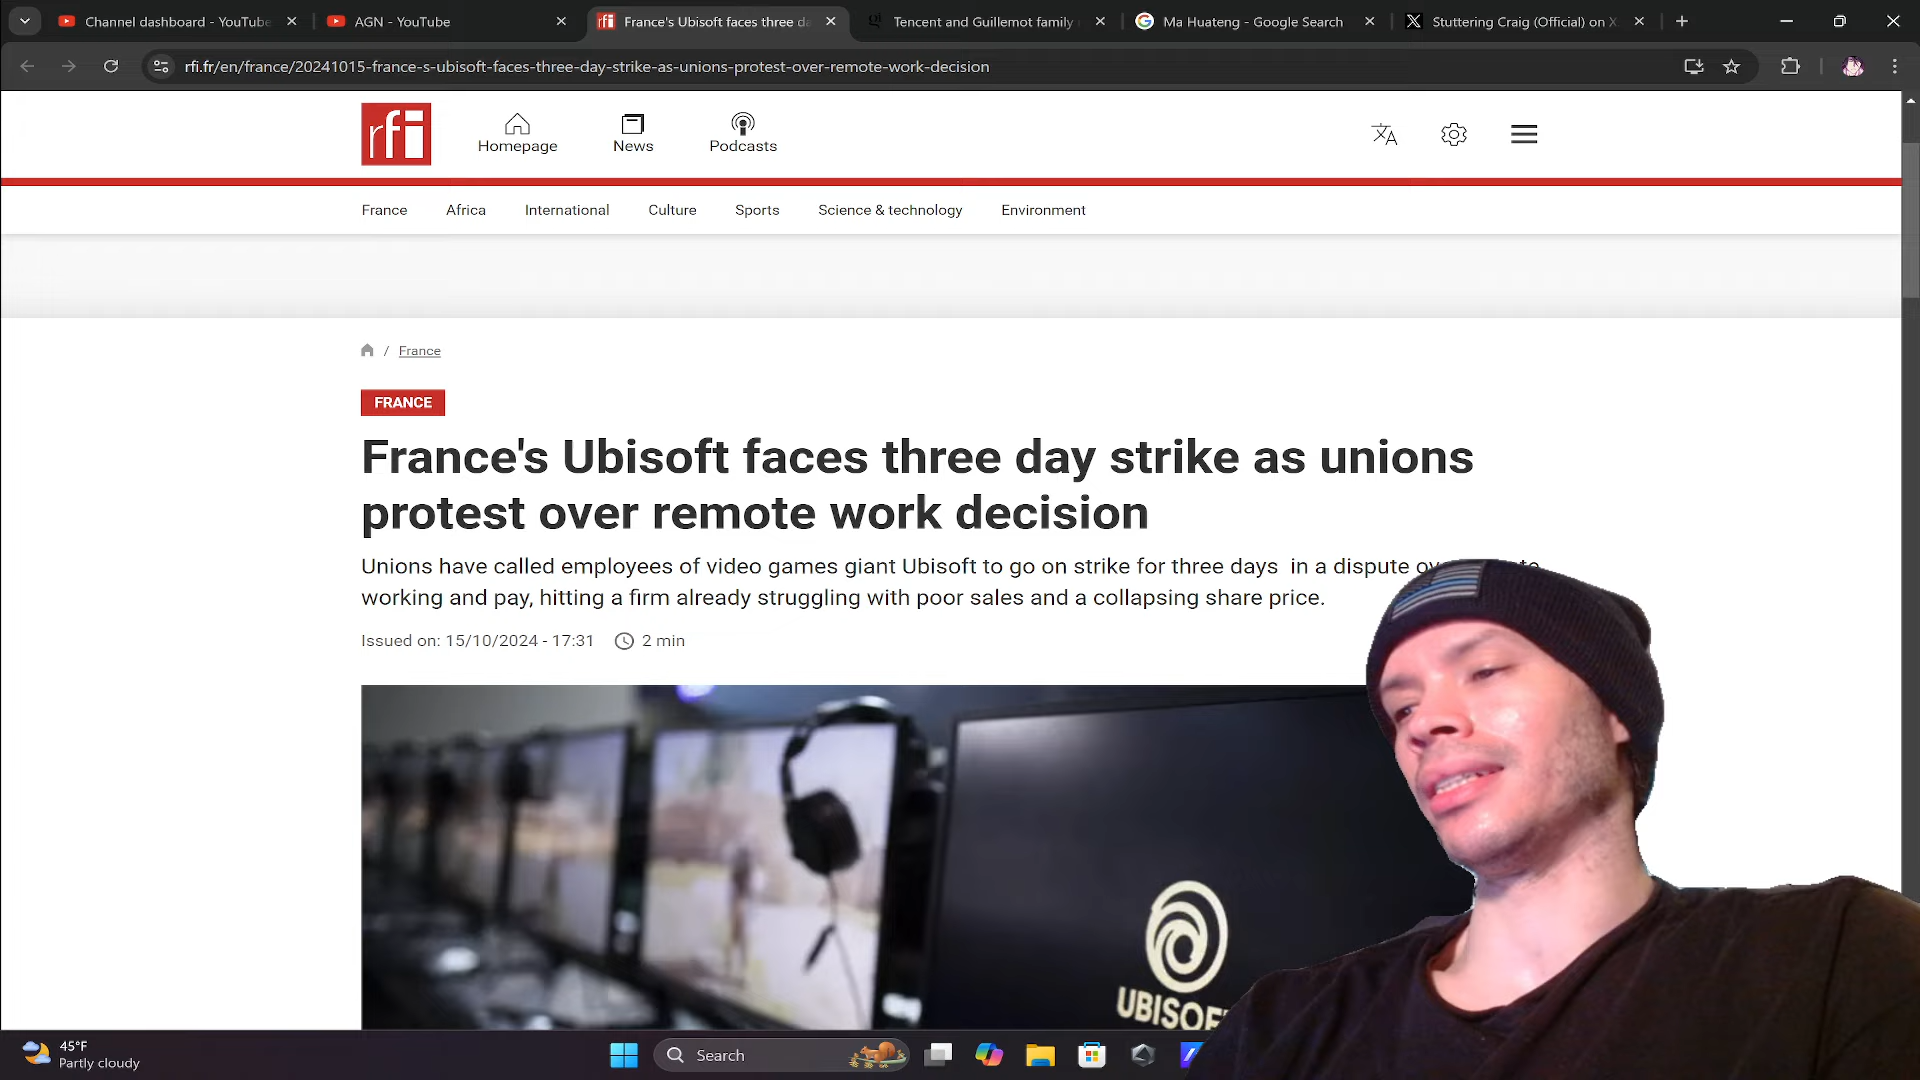 Channel dashboard - YouTube
AGN - YouTube
France's Ubisoft faces three da
Tencent and Guillemot family
Ma Huateng - Google Search
Stuttering Craig (Official) on X
rfi.fr/en/france/20241015-france-s-ubisoft-faces-three-day-strike-as-unions-protest-over-remote-work-decision
rfi
Homepage
News
Podcasts
France
Africa
International
Culture
Sports
Science & technology
Environment
/ France
FRANCE
France's Ubisoft faces three day strike as unions
protest over remote work decision
Unions have called employees of video games giant Ubisoft to go on strike for three days in a dispute
working and pay, hitting a firm already struggling with poor sales and a collapsing share price.
Issued on: 15/10/2024 - 17:31
2 min
UBISOF
45°F
Partly cloudy
Search